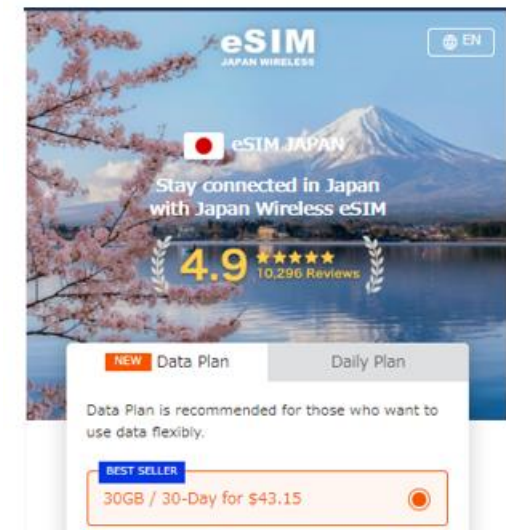 eSIM
JAPAN WIRELESS
EN
eSIM JAPAN
Stay connected in Japan
with Japan Wireless eSIM
4.9
10,296 Reviews
NEW Data Plan
Daily Plan
Data Plan is recommended for those who want to
use data flexibly.
BEST SELLER
30GB / 30-Day for $43.15